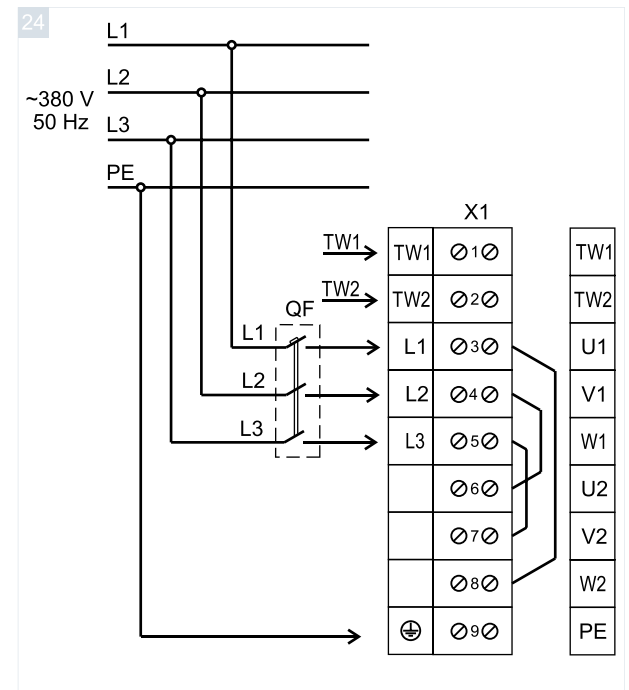 24
L1
L2
~380 V
50 Hz
L3
PE
X1
TW1 TW1 1 TW1
TW2 TW2 2 TW2
QF
L1 L1 3 U1
L2 L2 4 V1
L3 L3 5 W1
6 U2
7 V2
8 W2
9 PE